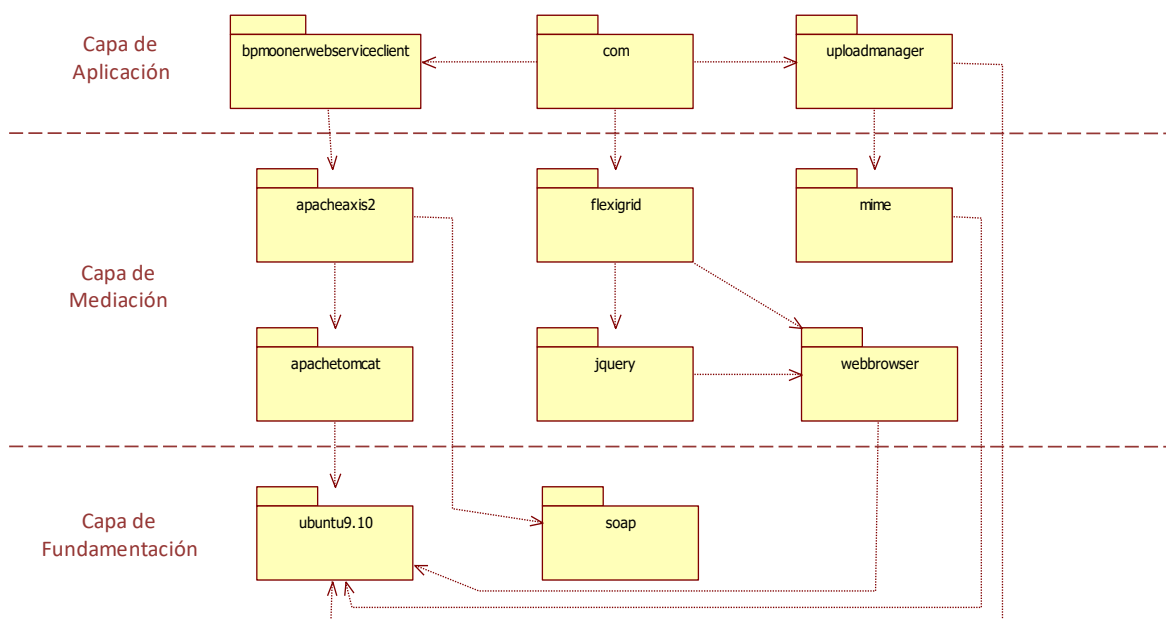 Capa de
Aplicación
bpmoonerwebserviceclient
com
uploadmanager
Capa de
Mediación
apacheaxis2
flexigrid
mime
apachetomcat
jquery
webbrowser
Capa de
Fundamentación
ubuntu9.10
soap